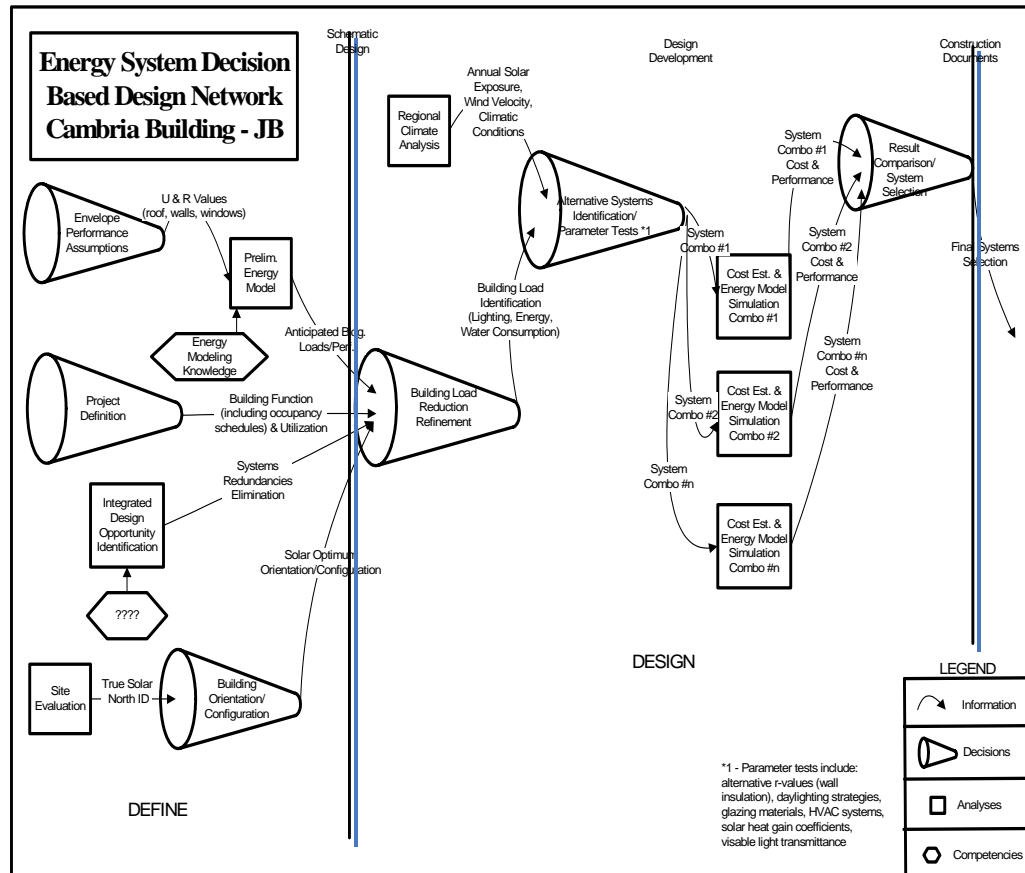 Energy System Decision
Based Design Network
Cambria Building - JB
Schematic
Design
Design
Development
Construction
Documents
Regional
Climate
Analysis
Annual Solar
Exposure,
Wind Velocity,
Climatic
Conditions
System
Combo #1
Cost &
Performance
Result
Comparison/
System
Selection
Envelope
Performance
Assumptions
U & R Values
(roof, walls, windows)
Prelim.
Energy
Model
Energy
Modeling
Knowledge
Alternative Systems
Identification/
Parameter Tests *1
System
Combo #1
System
Combo #2
Cost &
Performance
Final Systems
Selection
Cost Est. &
Energy Model
Simulation
Combo #1
Building Load
Identification
(Lighting, Energy,
Water Consumption)
Anticipated Bldg.
Loads/Perf.
System
Combo #n
Cost &
Performance
Project
Definition
Building Function
(including occupancy
schedules) & Utilization
Building Load
Reduction
Refinement
System
Combo #2
Cost Est. &
Energy Model
Simulation
Combo #2
Systems
Redundancies
Elimination
System
Combo #n
Integrated
Design
Opportunity
Identification
Cost Est. &
Energy Model
Simulation
Combo #n
Solar Optimum
Orientation/Configuration
????
Site
Evaluation
True Solar
North ID
Building
Orientation/
Configuration
DESIGN
LEGEND
Information
Decisions
Analyses
Competencies
*1 - Parameter tests include:
alternative r-values (wall
insulation), daylighting strategies,
glazing materials, HVAC systems,
solar heat gain coefficients,
visable light transmittance
DEFINE